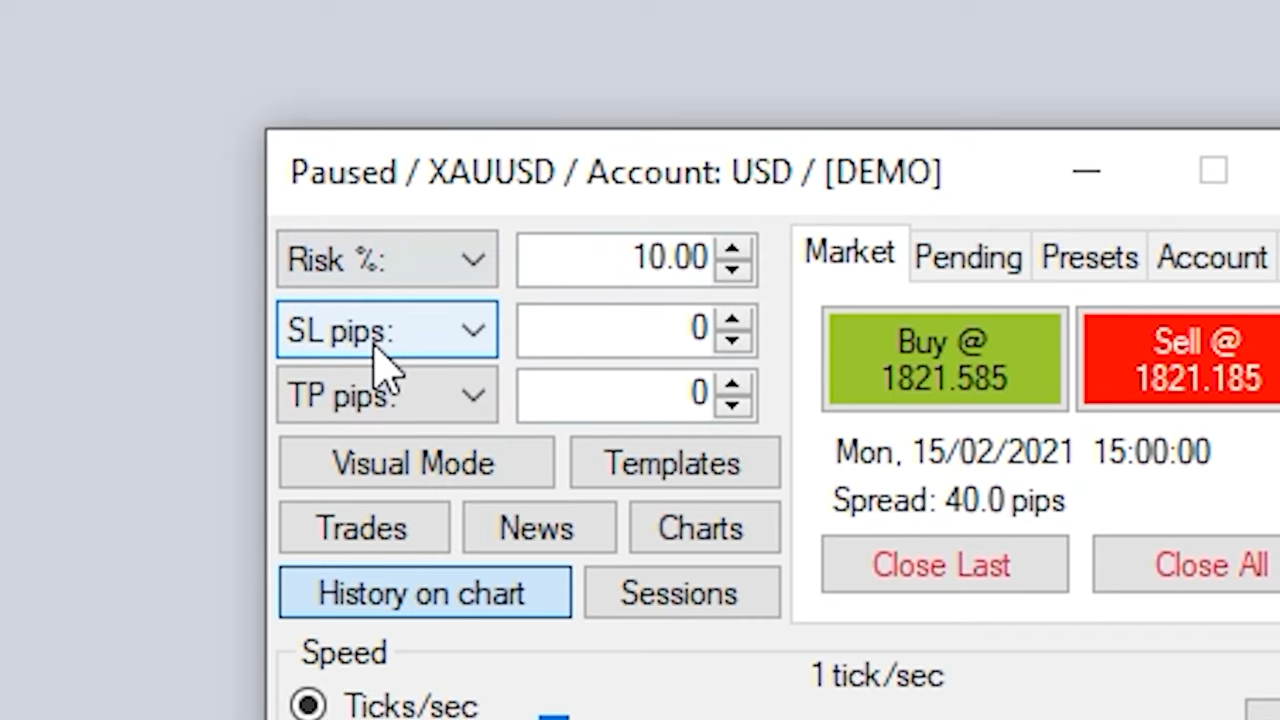 Paused / XAUUSD / Account: USD / [DEMO]
Risk %: 10.00
SL pips: 0
TP pips: 0
Visual Mode Templates
Trades News Charts
History on chart Sessions
Speed
Ticks/sec
1 tick/sec
Market Pending Presets Account
Buy @
1821.585
Sell @
1821.185
Mon, 15/02/2021 15:00:00
Spread: 40.0 pips
Close Last Close All